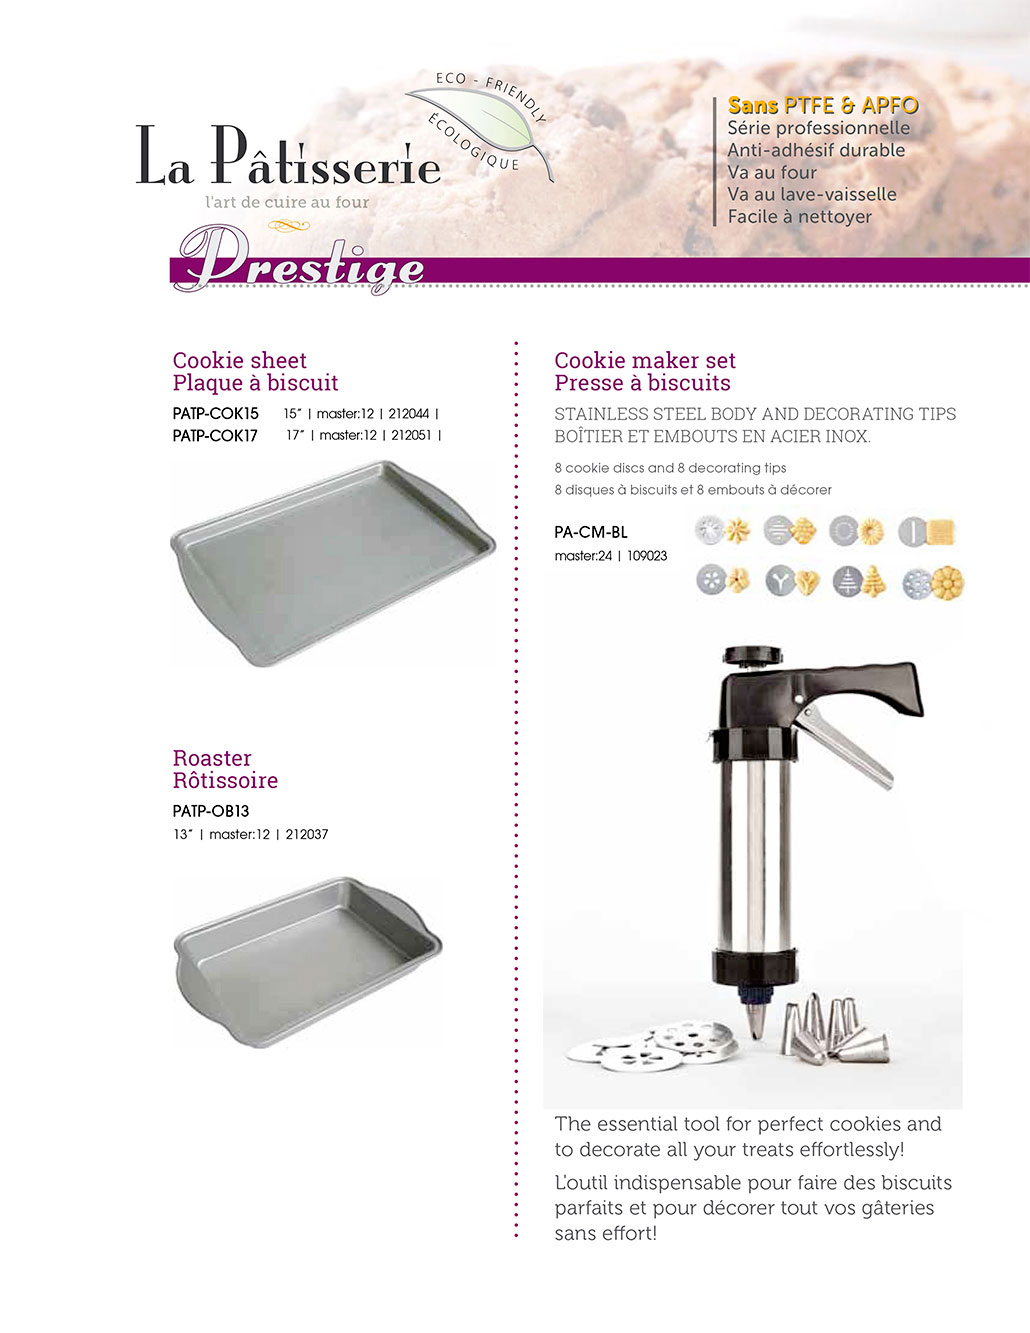 ECO - FRIENDLY
ÉCOLOGIQUE
La Pâtisserie
l'art de cuire au four
Prestige
Sans PTFE & APFO
Série professionnelle
Anti-adhésif durable
Va au four
Va au lave-vaisselle
Facile à nettoyer
Cookie sheet
Plaque à biscuit
PATP-COK15 15” | master:12 | 212044 |
PATP-COK17 17” | master:12 | 212051 |
Roaster
Rôtissoire
PATP-OB13
13” | master:12 | 212037
Cookie maker set
Presse à biscuits
STAINLESS STEEL BODY AND DECORATING TIPS
BOÎTIER ET EMBOUTS EN ACIER INOX.
8 cookie discs and 8 decorating tips
8 disques à biscuits et 8 embouts à décorer
PA-CM-BL
master:24 | 109023
The essential tool for perfect cookies and
to decorate all your treats effortlessly!
L'outil indispensable pour faire des biscuits
parfaits et pour décorer tout vos gâteries
sans effort!